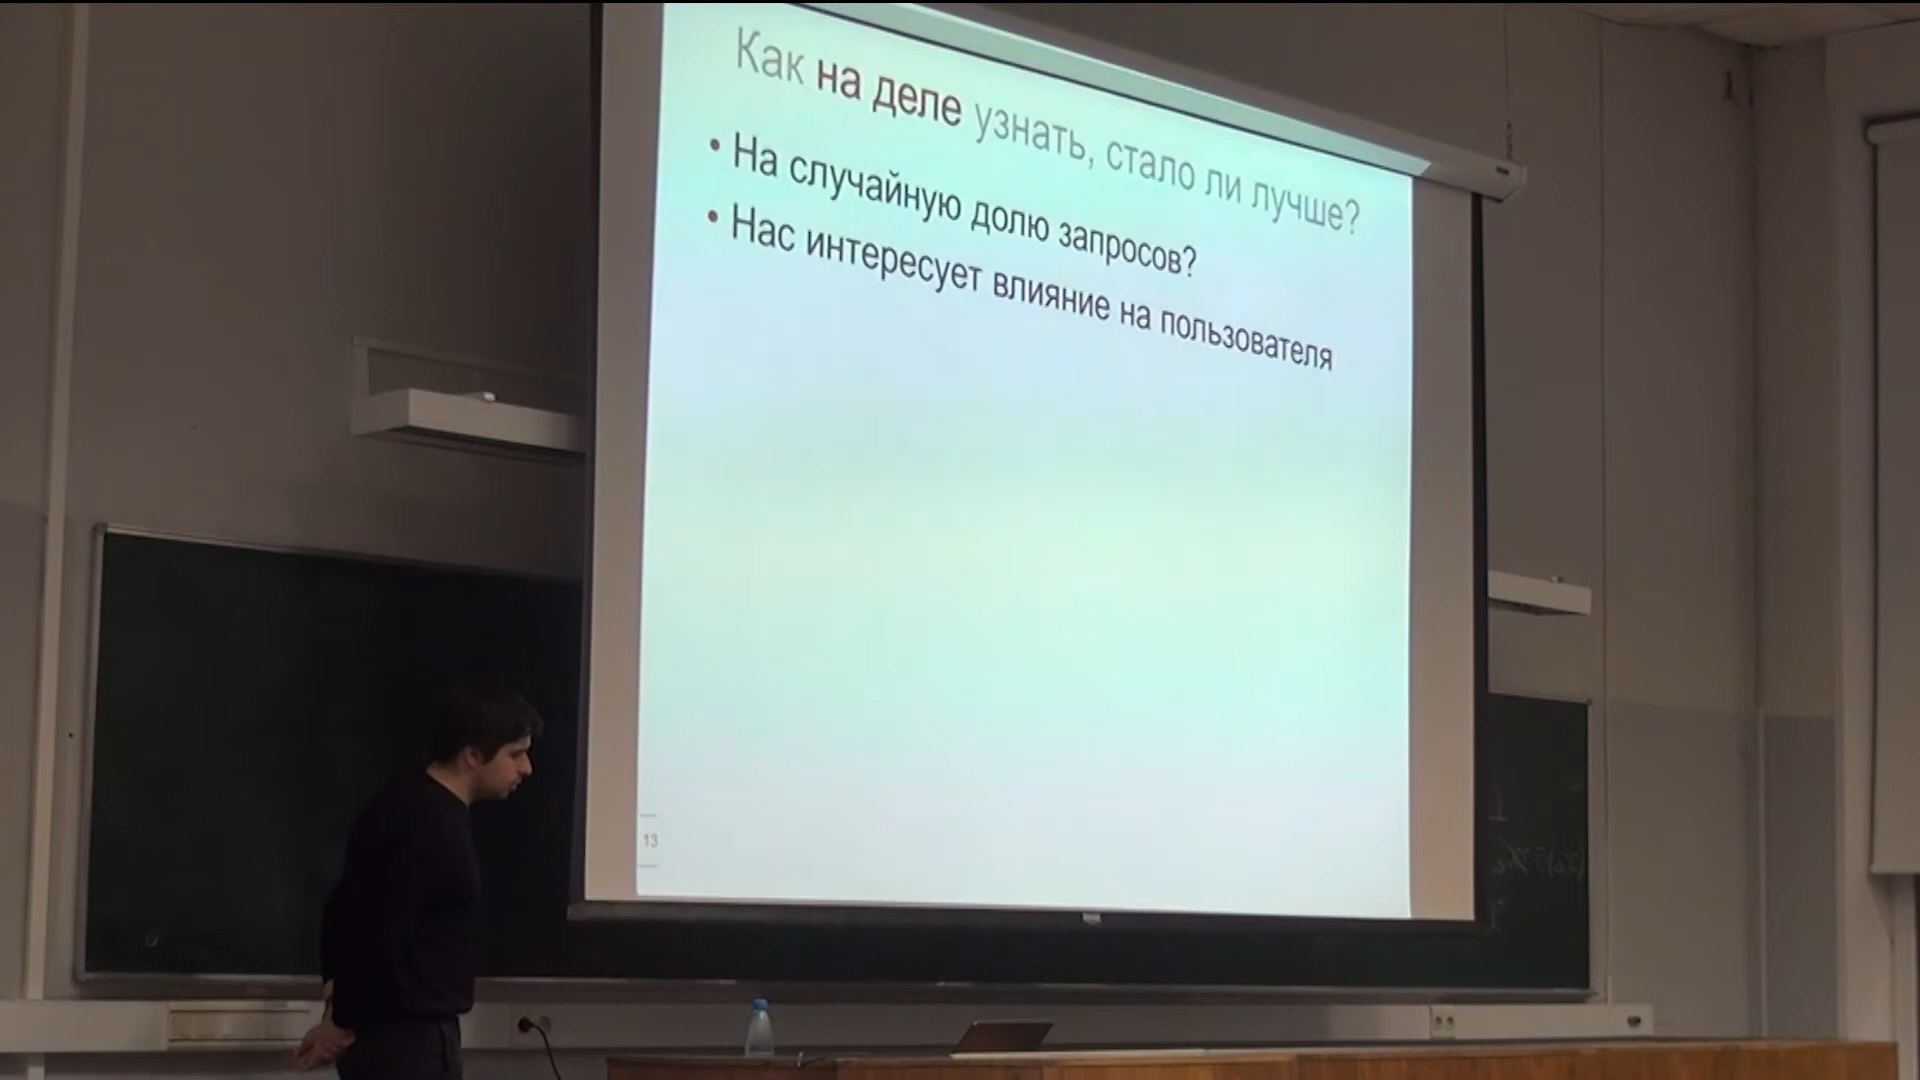 Как на деле узнать, стало ли лучше?
• На случайную долю запросов?
• Нас интересует влияние на пользователя
13